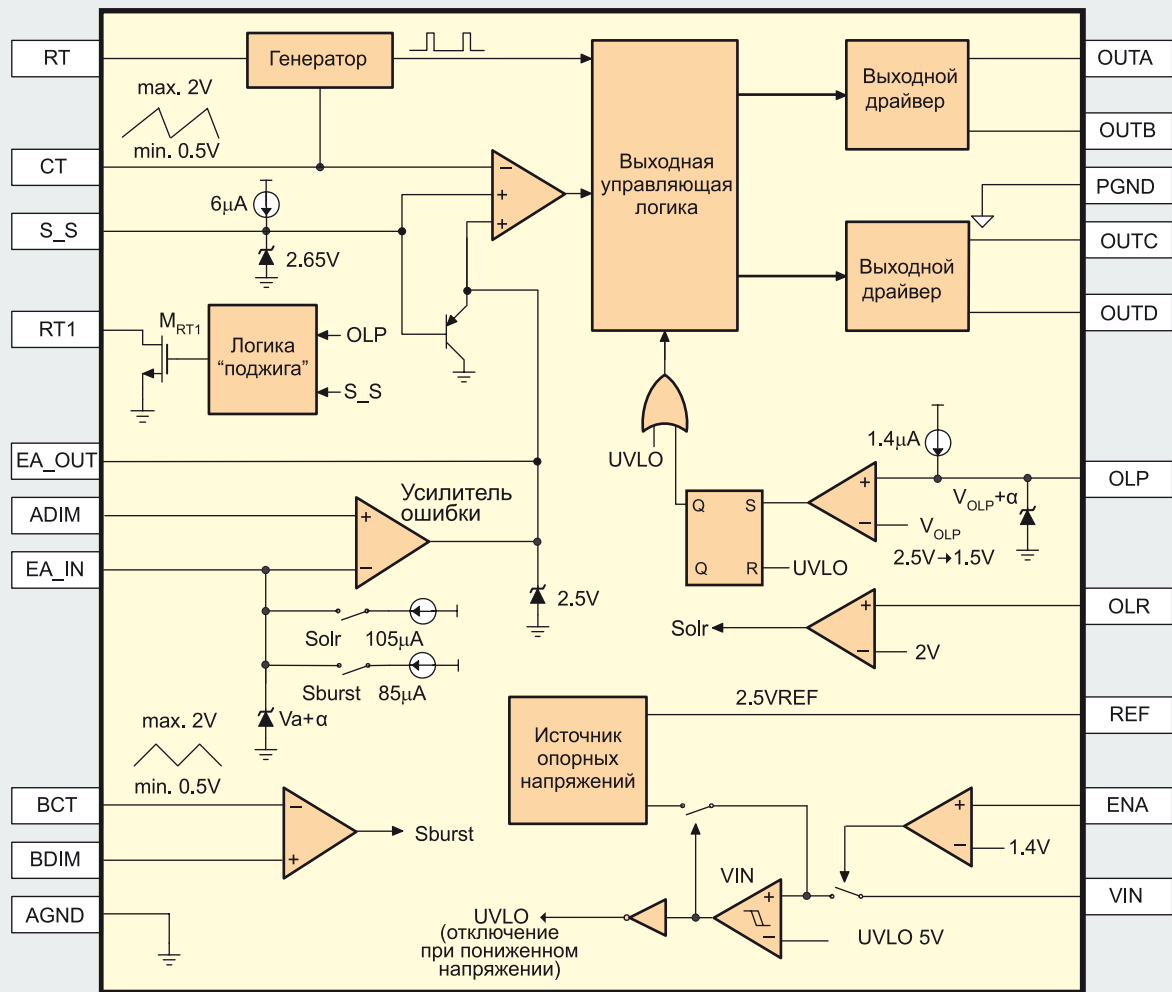 RT
CT
S_S
RT1
EA_OUT
ADIM
EA_IN
BCT
BDIM
AGND
Генератор
max. 2V
min. 0.5V
6μA
2.65V
MRT1
Логика
“поджига”
OLP
S_S
Усилитель
ошибки
2.5V
Solr 105μA
Sburst 85μA
Va+α
max. 2V
min. 0.5V
Sburst
− + +
+ −
− +
Выходная
управляющая
логика
Выходной
драйвер
Выходной
драйвер
UVLO
1.4μA
Q S
Q R
UVLO
+ −
VOLP
2.5V→1.5V
VOLP+α
Solr
+ −
2V
2.5VREF
Источник
опорных
напряжений
+ −
1.4V
VIN
+ −
UVLO 5V
UVLO
(отключение
при пониженном
напряжении)
OUTA
OUTB
PGND
OUTC
OUTD
OLP
OLR
REF
ENA
VIN